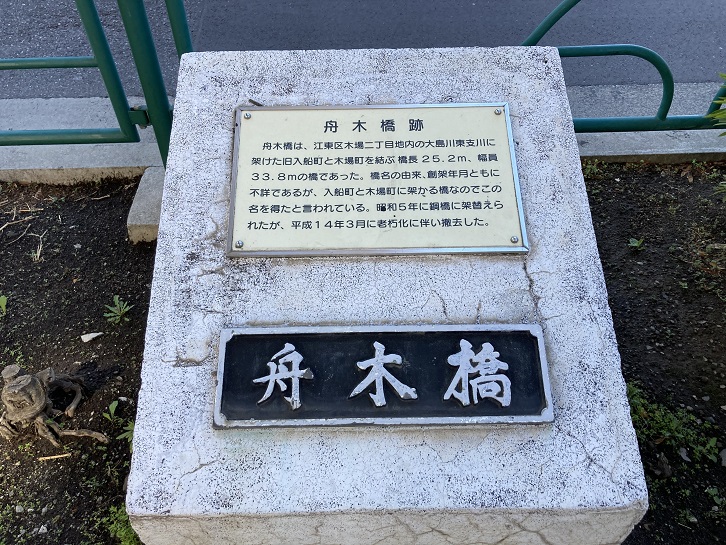 舟木橋跡
舟木橋は、江東区木場二丁目地内の大島川東支川に
架けた旧入船町と木場町を結ぶ橋長25.2m、幅員
33.8mの橋であった。橋名の由来、創架年月ともに
不詳であるが、入船町と木場町に架かる橋なのでこの
名を得たと言われている。昭和5年に鋼橋に架替えら
れたが、平成14年3月に老朽化に伴い撤去した。
舟木橋